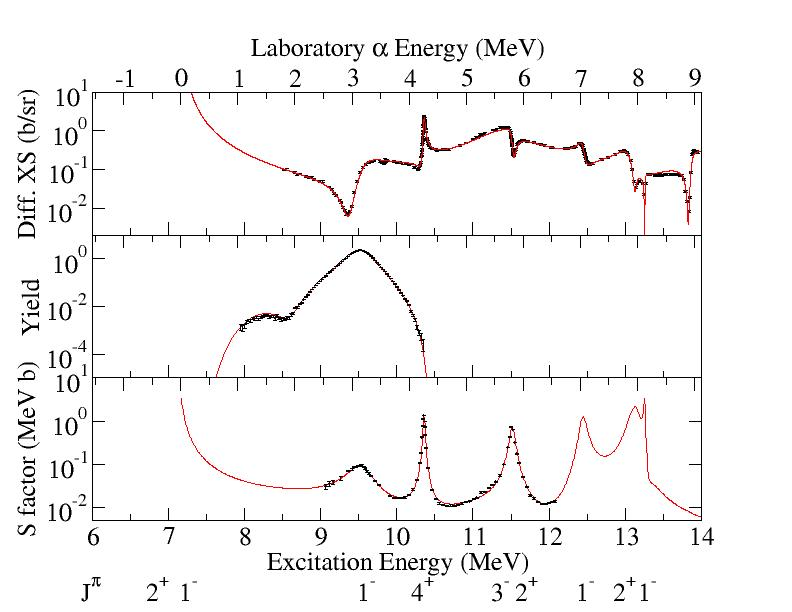 Laboratory α Energy (MeV)
-1 0 1 2 3 4 5 6 7 8 9
Diff. XS (b/sr)
10^1
10^0
10^-1
10^-2
Yield
10^0
10^-2
10^-4
S factor (MeV b)
10^1
10^0
10^-1
10^-2
6 7 8 9 10 11 12 13 14
Excitation Energy (MeV)
J^π 2^+ 1^- 1^- 4^+ 3^- 2^+ 1^- 2^+ 1^-